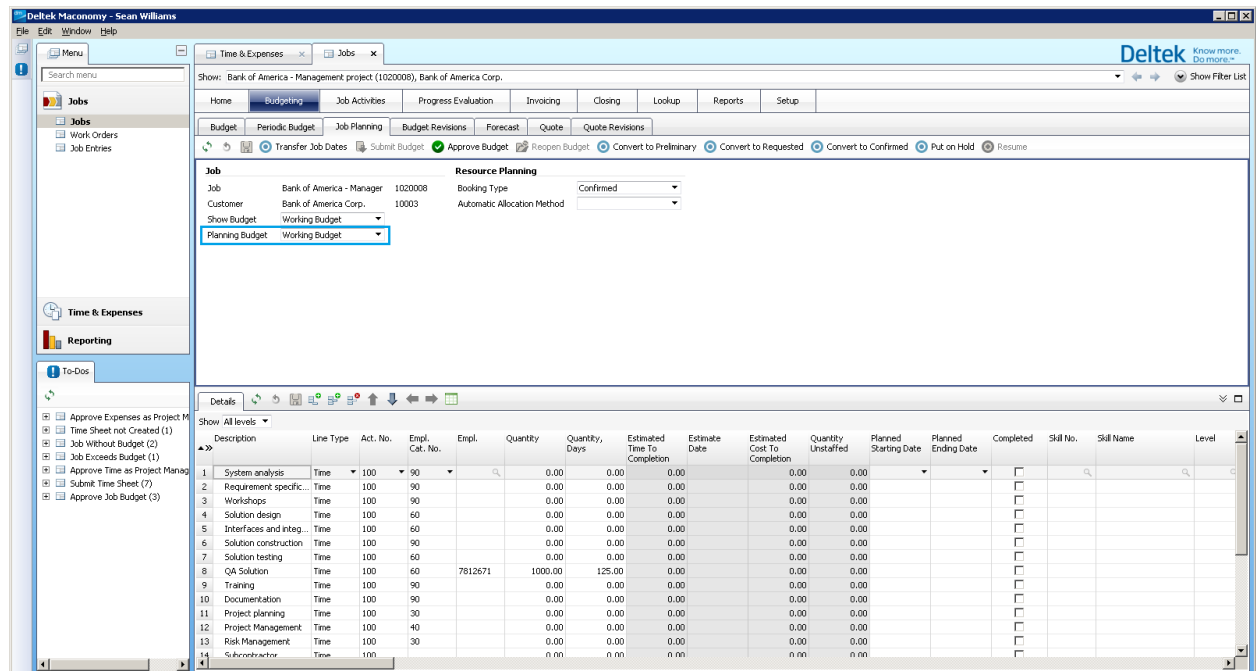 Deltek Maconomy - Sean Williams
File Edit Window Help
Menu
Time & Expenses
Jobs
Deltek Know more. Do more.™
Search menu
Show: Bank of America - Management project (1020008), Bank of America Corp.
Show Filter List
Jobs
Home Budgeting Job Activities Progress Evaluation Invoicing Closing Lookup Reports Setup
Jobs
Work Orders
Job Entries
Budget Periodic Budget Job Planning Budget Revisions Forecast Quote Quote Revisions
Transfer Job Dates Submit Budget Approve Budget Reopen Budget Convert to Preliminary Convert to Requested Convert to Confirmed Put on Hold Resume
Job Resource Planning
Job Bank of America - Manager 1020008 Booking Type Confirmed
Customer Bank of America Corp. 10003 Automatic Allocation Method
Show Budget Working Budget
Planning Budget Working Budget
Time & Expenses
Reporting
To-Dos
Approve Expenses as Project M
Time Sheet not Created (1)
Job Without Budget (2)
Job Exceeds Budget (1)
Approve Time as Project Manag
Submit Time Sheet (7)
Approve Job Budget (3)
Details
Show All levels
Description Line Type Act. No. Empl. Cat. No. Empl. Quantity Quantity, Days Estimated Time To Completion Estimate Date Estimated Cost To Completion Quantity Unstaffed Planned Starting Date Planned Ending Date Completed Skill No. Skill Name Level
1 System analysis Time 100 90 0.00 0.00 0.00 0.00 0.00
2 Requirement specific... Time 100 90 0.00 0.00 0.00 0.00 0.00
3 Workshops Time 100 90 0.00 0.00 0.00 0.00 0.00
4 Solution design Time 100 60 0.00 0.00 0.00 0.00 0.00
5 Interfaces and integ... Time 100 60 0.00 0.00 0.00 0.00 0.00
6 Solution construction Time 100 90 0.00 0.00 0.00 0.00 0.00
7 Solution testing Time 100 60 0.00 0.00 0.00 0.00 0.00
8 QA Solution Time 100 60 7812671 1000.00 125.00 0.00 0.00 0.00
9 Training Time 100 90 0.00 0.00 0.00 0.00 0.00
10 Documentation Time 100 90 0.00 0.00 0.00 0.00 0.00
11 Project planning Time 100 30 0.00 0.00 0.00 0.00 0.00
12 Project Management Time 100 40 0.00 0.00 0.00 0.00 0.00
13 Risk Management Time 100 30 0.00 0.00 0.00 0.00 0.00
14 Subcontractor Time 100 0.00 0.00 0.00 0.00 0.00